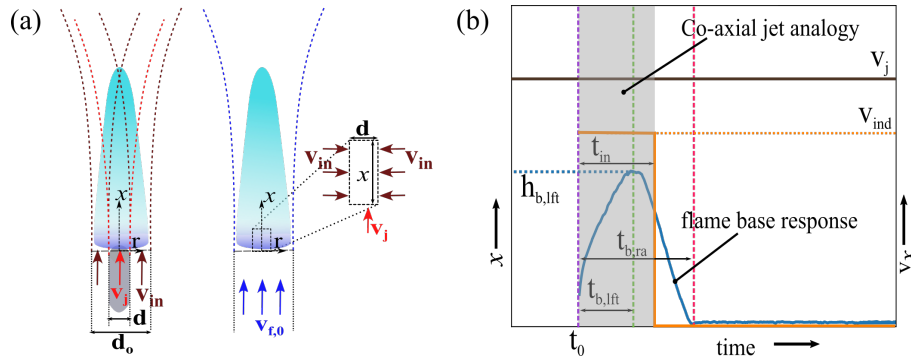 (a)
x
r
v_in
v_j
v_in
d
d_o
x
r
v_f,0
d
v_in
x
v_in
v_j
(b)
Co-axial jet analogy
v_j
v_ind
t_in
h_b,lft
flame base response
t_b,ra
t_b,lft
x
v_x
t_0
time